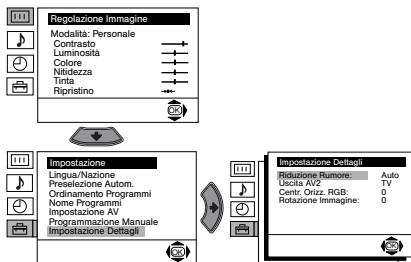 Regolazione Immagine
Modalità: Personale
Contrasto
Luminosità
Colore
Nitidezza
Tinta
Ripristino
OK
Impostazione
Lingua/Nazione
Preselezione Autom.
Ordinamento Programmi
Nome Programmi
Impostazione AV
Programmazione Manuale
Impostazione Dettagli
OK
Impostazione Dettagli
Riduzione Rumore: Auto
Uscita AV2 TV
Centr. Orizz. RGB: 0
Rotazione Immagine: 0
OK